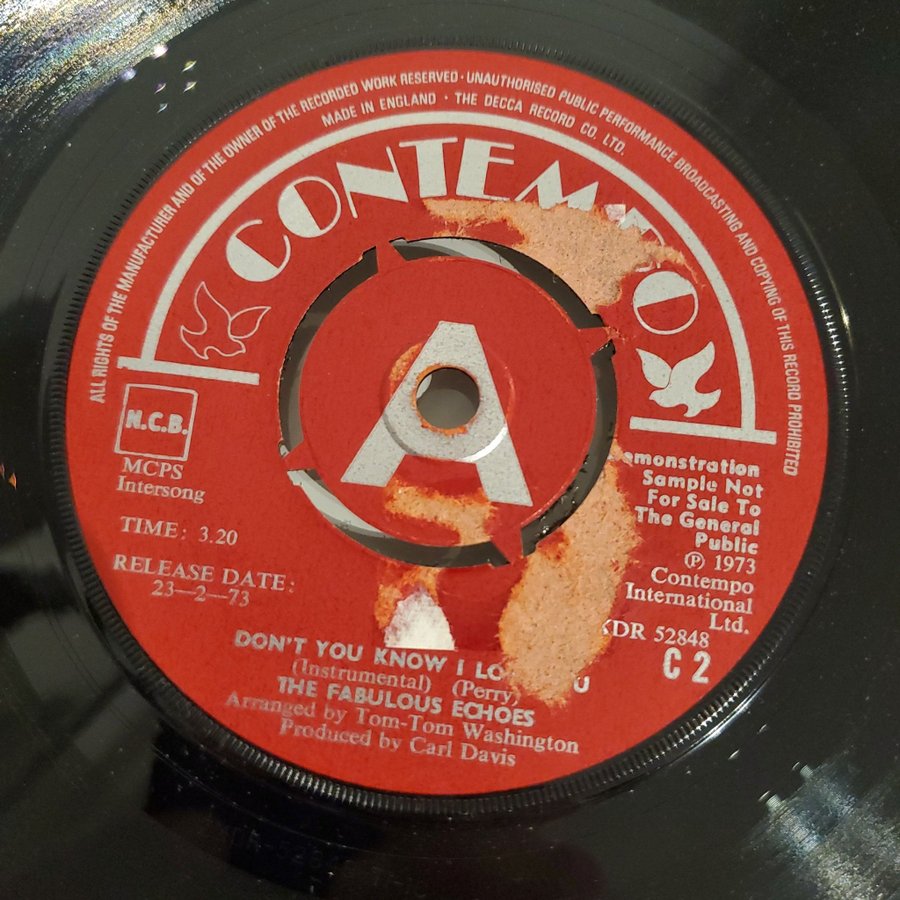 ALL RIGHTS OF THE MANUFACTURER AND OF THE OWNER OF THE RECORDED WORK RESERVED · UNAUTHORISED PUBLIC PERFORMANCE BROADCASTING AND COPYING OF THIS RECORD PROHIBITED
MADE IN ENGLAND · THE DECCA RECORD CO. LTD.
CONTEMPO
A
N.C.B.
MCPS
Intersong
TIME: 3.20
RELEASE DATE:
23—2—73
emonstration
Sample Not
For Sale To
The General
Public
℗ 1973
Contempo
International
Ltd.
KDR 52848
C 2
DON'T YOU KNOW I LO U
(Instrumental) (Perry)
THE FABULOUS ECHOES
Arranged by Tom-Tom Washington
Produced by Carl Davis